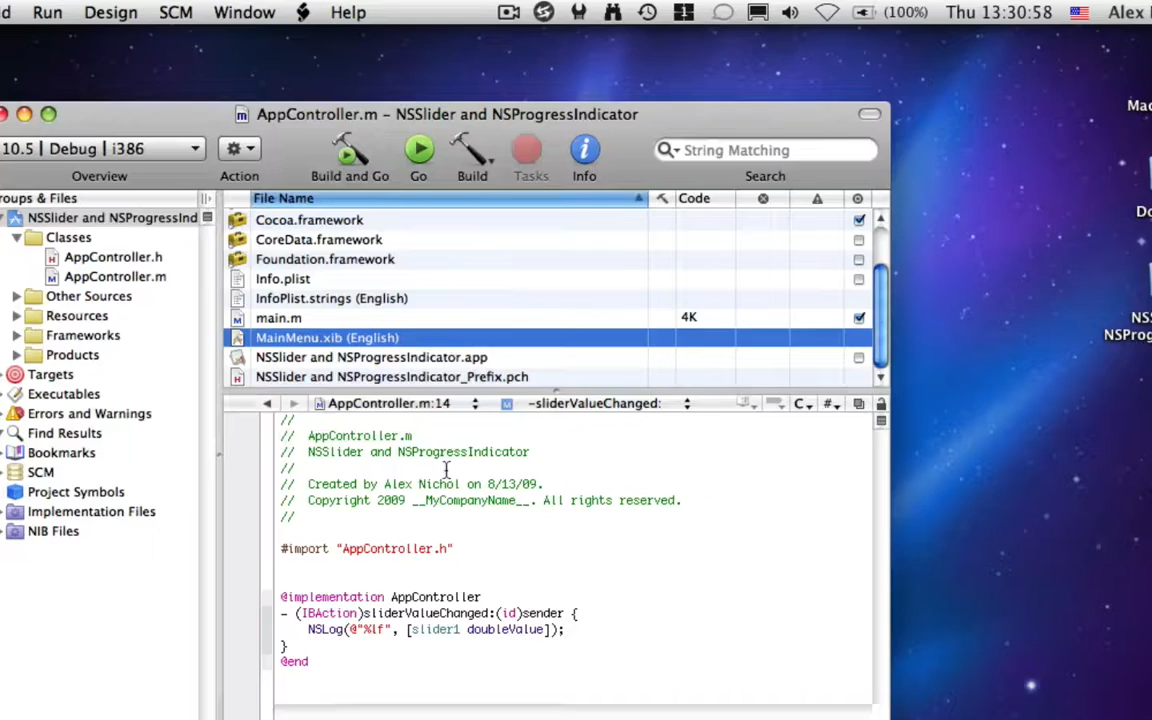 Run Design SCM Window Help (100%) Thu 13:30:58 Alex
AppController.m – NSSlider and NSProgressIndicator
10.5 | Debug | i386
String Matching
Overview Action Build and Go Go Build Tasks Info Search
roups & Files
File Name Code
NSSlider and NSProgressInd
Cocoa.framework
Classes
CoreData.framework
AppController.h
Foundation.framework
AppController.m
Info.plist
Other Sources
InfoPlist.strings (English)
Resources
main.m 4K
Frameworks
MainMenu.xib (English)
Products
NSSlider and NSProgressIndicator.app
Targets
NSSlider and NSProgressIndicator_Prefix.pch
Executables
Errors and Warnings
Find Results
Bookmarks
SCM
Project Symbols
Implementation Files
NIB Files
AppController.m:14 -sliderValueChanged: C #
//
// AppController.m
// NSSlider and NSProgressIndicator
//
// Created by Alex Nichol on 8/13/09.
// Copyright 2009 __MyCompanyName__. All rights reserved.
//
#import "AppController.h"
@implementation AppController
- (IBAction)sliderValueChanged:(id)sender {
NSLog(@"%lf", [slider1 doubleValue]);
}
@end
Mac
Do
NSS
NSProg